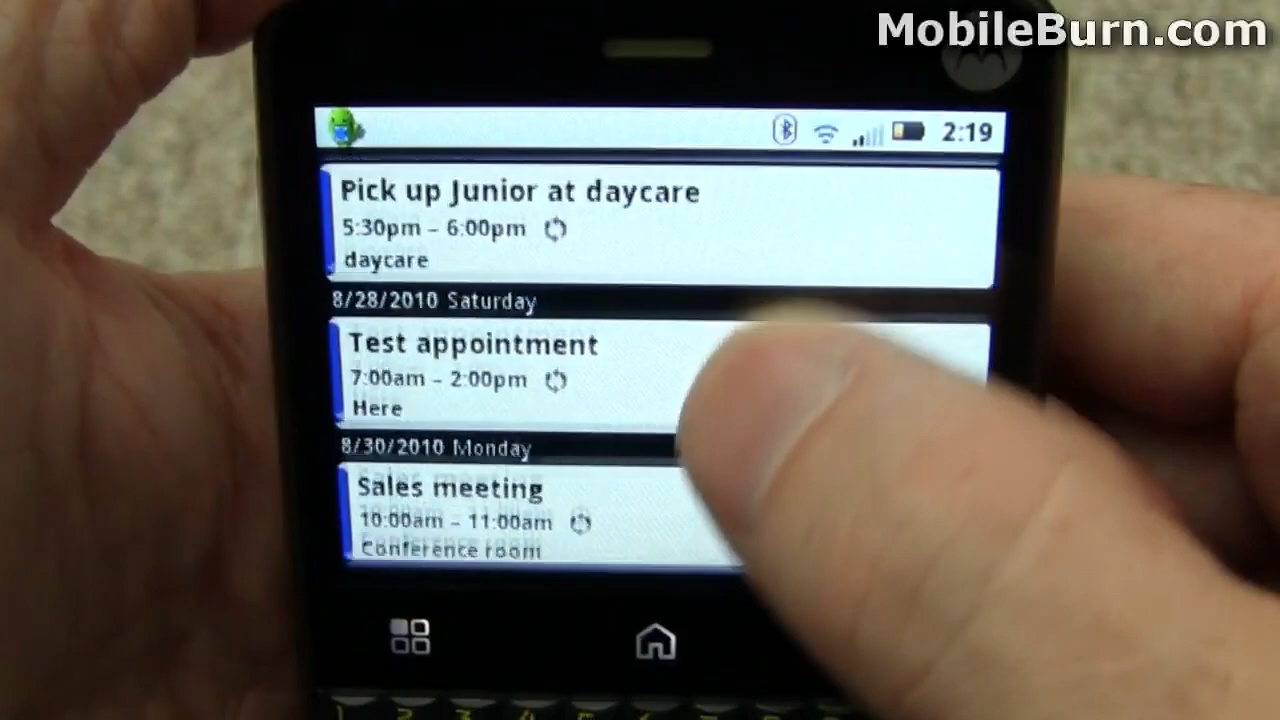 MobileBurn.com
2:19
Pick up Junior at daycare
5:30pm – 6:00pm
daycare
8/28/2010 Saturday
Test appointment
7:00am – 2:00pm
Here
8/30/2010 Monday
Sales meeting
10:00am – 11:00am
Conference room